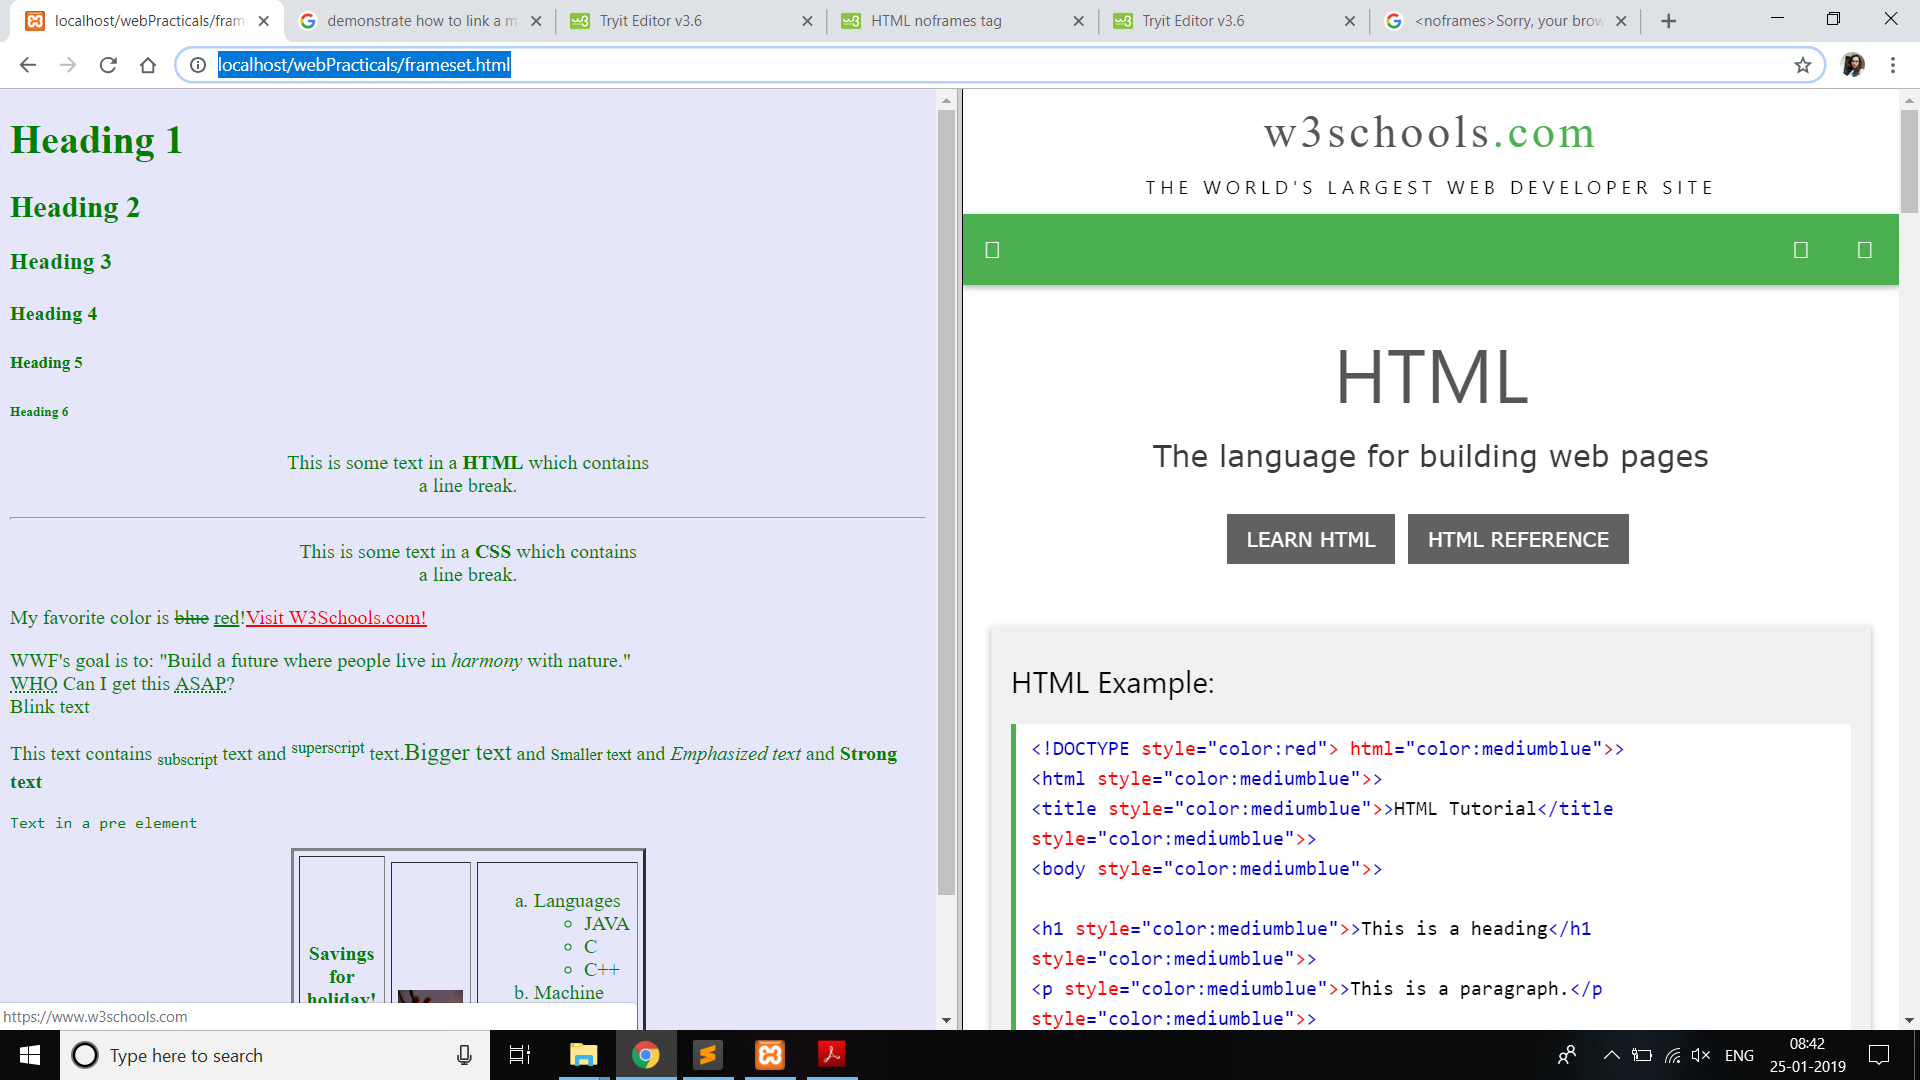 localhost/webPracticals/fram
demonstrate how to link a m
Tryit Editor v3.6
HTML noframes tag
Tryit Editor v3.6
<noframes>Sorry, your brow
localhost/webPracticals/frameset.html
Heading 1
Heading 2
Heading 3
Heading 4
Heading 5
Heading 6
This is some text in a HTML which contains
a line break.
This is some text in a CSS which contains
a line break.
My favorite color is blue red!Visit W3Schools.com!
WWF's goal is to: "Build a future where people live in harmony with nature."
WHO Can I get this ASAP?
Blink text
This text contains subscript text and superscript text.Bigger text and Smaller text and Emphasized text and Strong
text
Text in a pre element
Savings
for
holiday!
a. Languages
JAVA
C
C++
b. Machine
https://www.w3schools.com
w3schools.com
THE WORLD'S LARGEST WEB DEVELOPER SITE
HTML
The language for building web pages
LEARN HTML
HTML REFERENCE
HTML Example:
<!DOCTYPE style="color:red"> html="color:mediumblue">>
<html style="color:mediumblue">>
<title style="color:mediumblue">>HTML Tutorial</title
style="color:mediumblue">>
<body style="color:mediumblue">>
<h1 style="color:mediumblue">>This is a heading</h1
style="color:mediumblue">>
<p style="color:mediumblue">>This is a paragraph.</p
style="color:mediumblue">>
Type here to search
ENG
08:42
25-01-2019